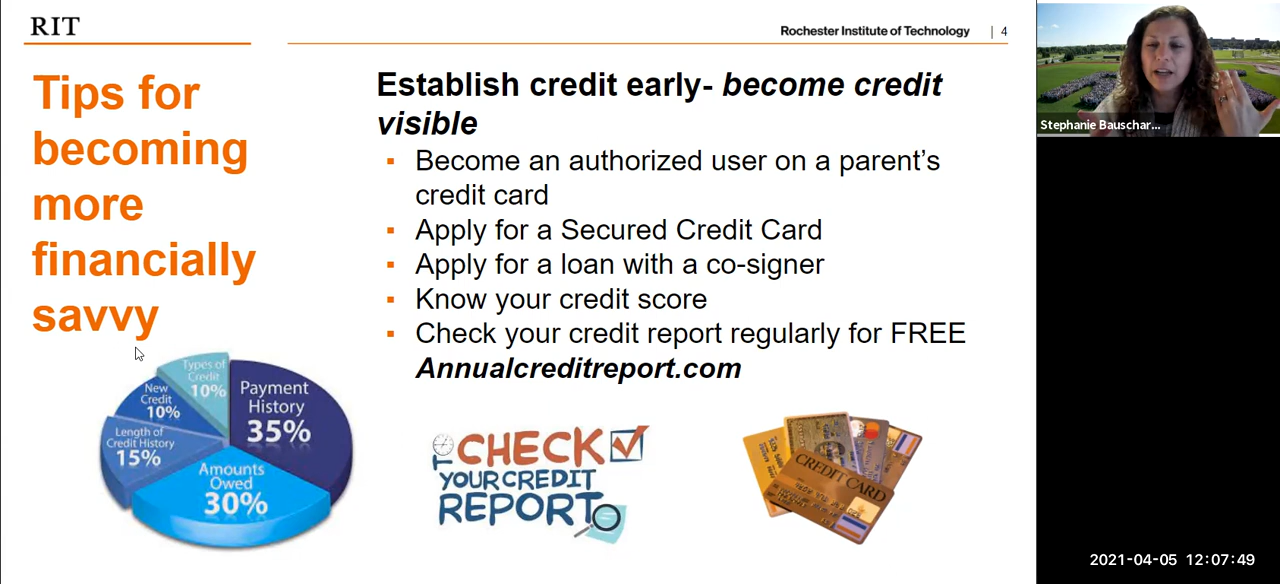 RIT
Rochester Institute of Technology | 4
Tips for
becoming
more
financially
savvy
Establish credit early- become credit
visible
▪ Become an authorized user on a parent’s
credit card
▪ Apply for a Secured Credit Card
▪ Apply for a loan with a co-signer
▪ Know your credit score
▪ Check your credit report regularly for FREE
Annualcreditreport.com
Types of
Credit
10%
New
Credit
10%
Payment
History
35%
Length of
Credit History
15%
Amounts
Owed
30%
CHECK
YOUR CREDIT
REPORT
CREDIT CARD
Stephanie Bauschar...
2021-04-05 12:07:49